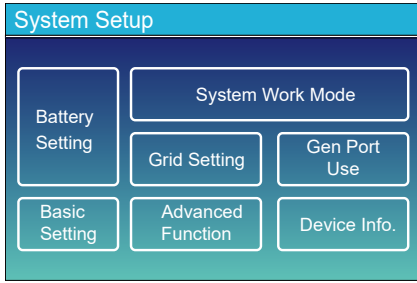 System Setup
Battery
Setting
System Work Mode
Grid Setting
Gen Port
Use
Basic
Setting
Advanced
Function
Device Info.